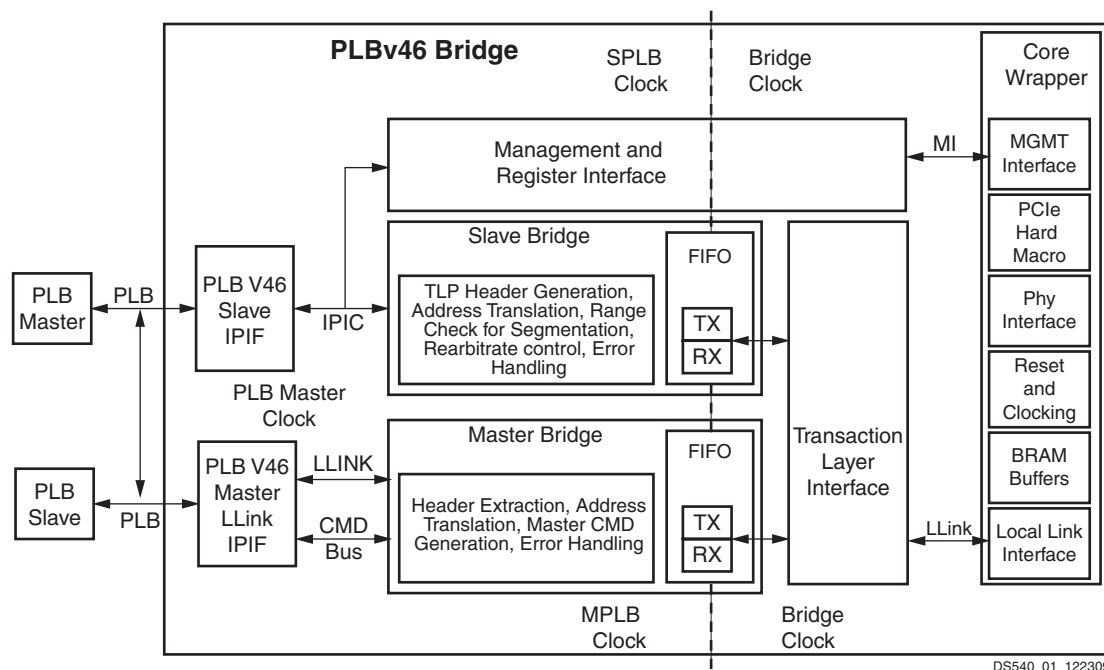 PLBv46 Bridge
SPLB
Clock
Bridge
Clock
Core
Wrapper
Management and
Register Interface
MI
MGMT
Interface
PCIe
Hard
Macro
Phy
Interface
Reset
and
Clocking
BRAM
Buffers
Local Link
Interface
Slave Bridge
FIFO
TLP Header Generation,
Address Translation, Range
Check for Segmentation,
Rearbitrate control, Error
Handling
TX
RX
PLB
Master
PLB
PLB V46
Slave
IPIF
IPIC
PLB Master
Clock
Transaction
Layer
Interface
Master Bridge
FIFO
Header Extraction, Address
Translation, Master CMD
Generation, Error Handling
TX
RX
PLB
Slave
PLB
PLB V46
Master
LLink
IPIF
LLINK
CMD
Bus
LLink
MPLB
Clock
Bridge
Clock